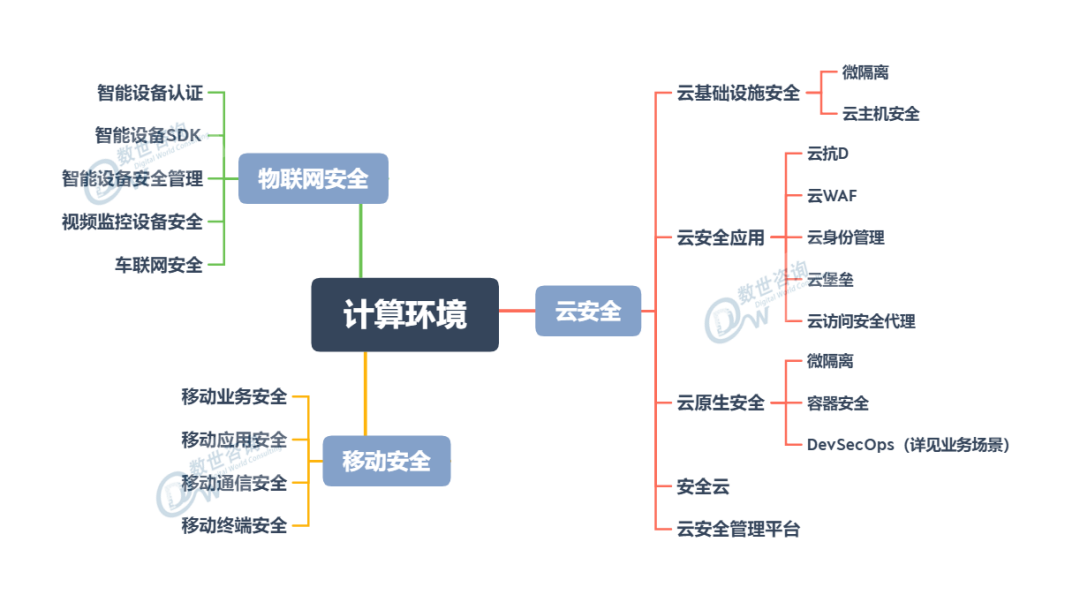 计算环境
物联网安全
智能设备认证
智能设备SDK
智能设备安全管理
视频监控设备安全
车联网安全
移动安全
移动业务安全
移动应用安全
移动通信安全
移动终端安全
云安全
云基础设施安全
微隔离
云主机安全
云安全应用
云抗D
云WAF
云身份管理
云堡垒
云访问安全代理
云原生安全
微隔离
容器安全
DevSecOps（详见业务场景）
安全云
云安全管理平台
数世咨询
Digital World Consulting
数世咨询
数世咨询